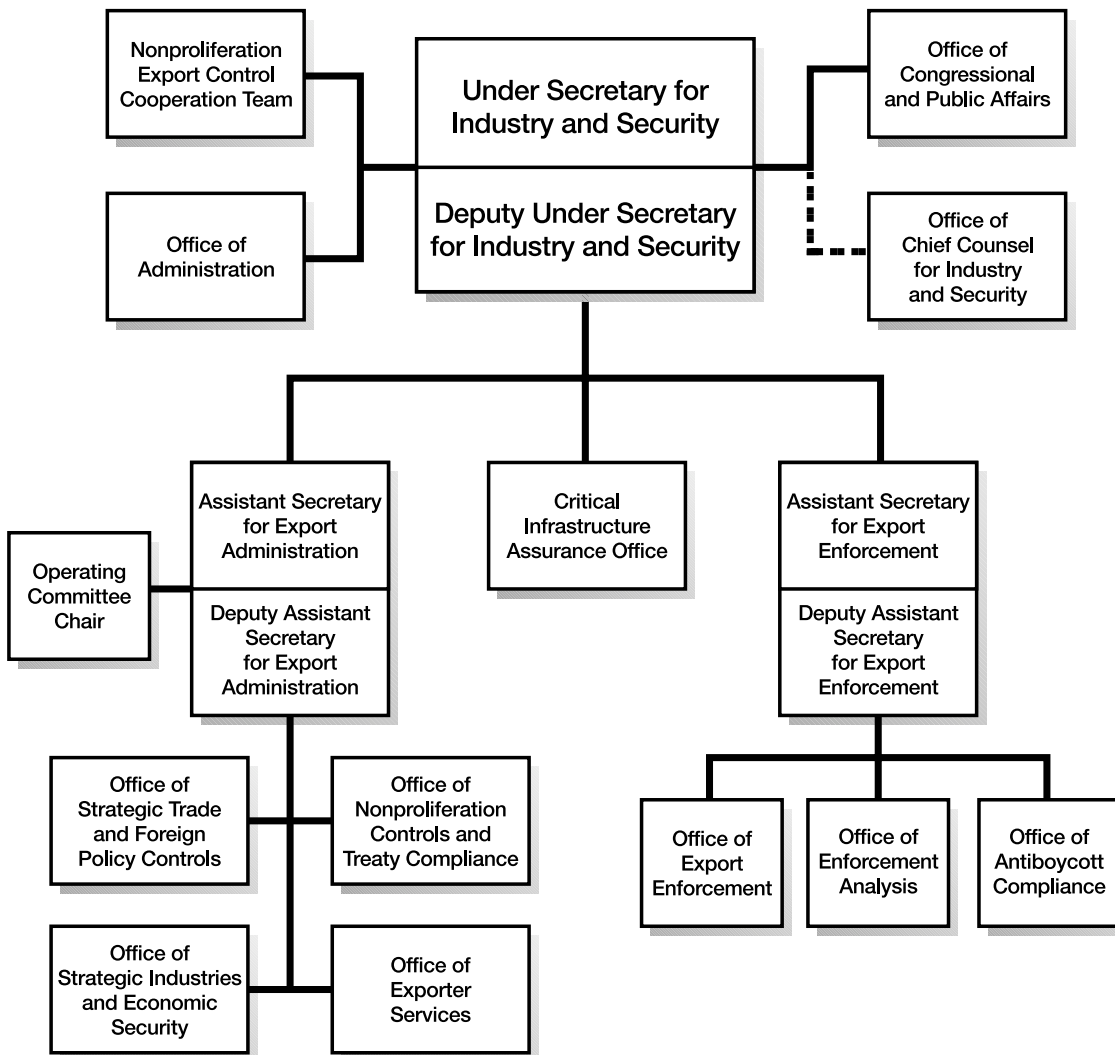 Nonproliferation
Export Control
Cooperation Team
Under Secretary for
Industry and Security
Office of
Congressional
and Public Affairs
Office of
Administration
Deputy Under Secretary
for Industry and Security
Office of
Chief Counsel
for Industry
and Security
Operating
Committee
Chair
Assistant Secretary
for Export
Administration
Deputy Assistant
Secretary
for Export
Administration
Critical
Infrastructure
Assurance Office
Assistant Secretary
for Export
Enforcement
Deputy Assistant
Secretary
for Export
Enforcement
Office of
Strategic Trade
and Foreign
Policy Controls
Office of
Nonproliferation
Controls and
Treaty Compliance
Office of
Strategic Industries
and Economic
Security
Office of
Exporter
Services
Office of
Export
Enforcement
Office of
Enforcement
Analysis
Office of
Antiboycott
Compliance